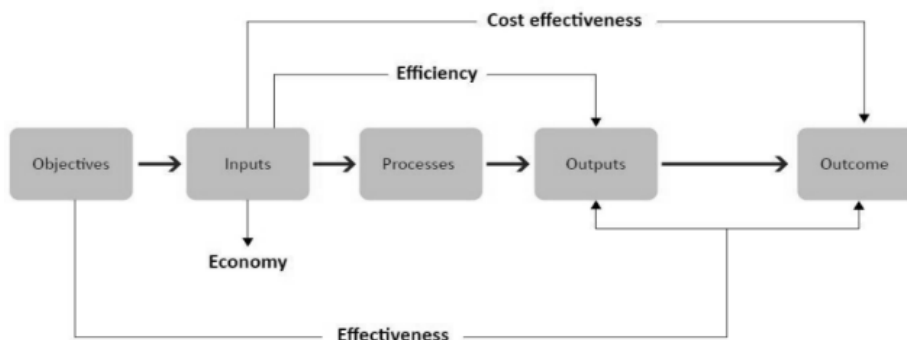 Cost effectiveness
Efficiency
Objectives
Inputs
Processes
Outputs
Outcome
Economy
Effectiveness